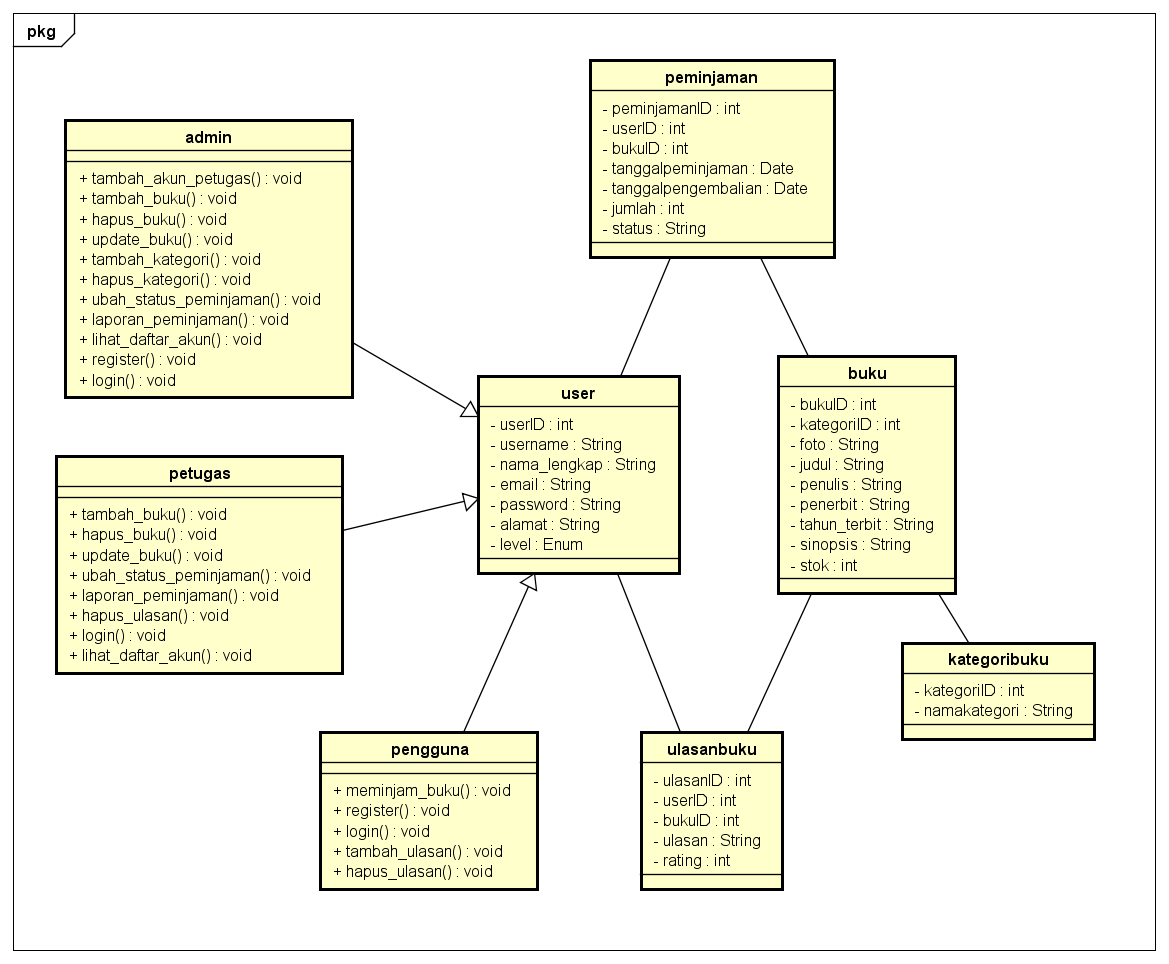 pkg
peminjaman
- peminjamanID : int
- userID : int
- bukuID : int
- tanggalpeminjaman : Date
- tanggalpengembalian : Date
- jumlah : int
- status : String
admin
+ tambah_akun_petugas() : void
+ tambah_buku() : void
+ hapus_buku() : void
+ update_buku() : void
+ tambah_kategori() : void
+ hapus_kategori() : void
+ ubah_status_peminjaman() : void
+ laporan_peminjaman() : void
+ lihat_daftar_akun() : void
+ register() : void
+ login() : void
user
- userID : int
- username : String
- nama_lengkap : String
- email : String
- password : String
- alamat : String
- level : Enum
buku
- bukuID : int
- kategoriID : int
- foto : String
- judul : String
- penulis : String
- penerbit : String
- tahun_terbit : String
- sinopsis : String
- stok : int
petugas
+ tambah_buku() : void
+ hapus_buku() : void
+ update_buku() : void
+ ubah_status_peminjaman() : void
+ laporan_peminjaman() : void
+ hapus_ulasan() : void
+ login() : void
+ lihat_daftar_akun() : void
kategoribuku
- kategoriID : int
- namakategori : String
pengguna
+ meminjam_buku() : void
+ register() : void
+ login() : void
+ tambah_ulasan() : void
+ hapus_ulasan() : void
ulasanbuku
- ulasanID : int
- userID : int
- bukuID : int
- ulasan : String
- rating : int